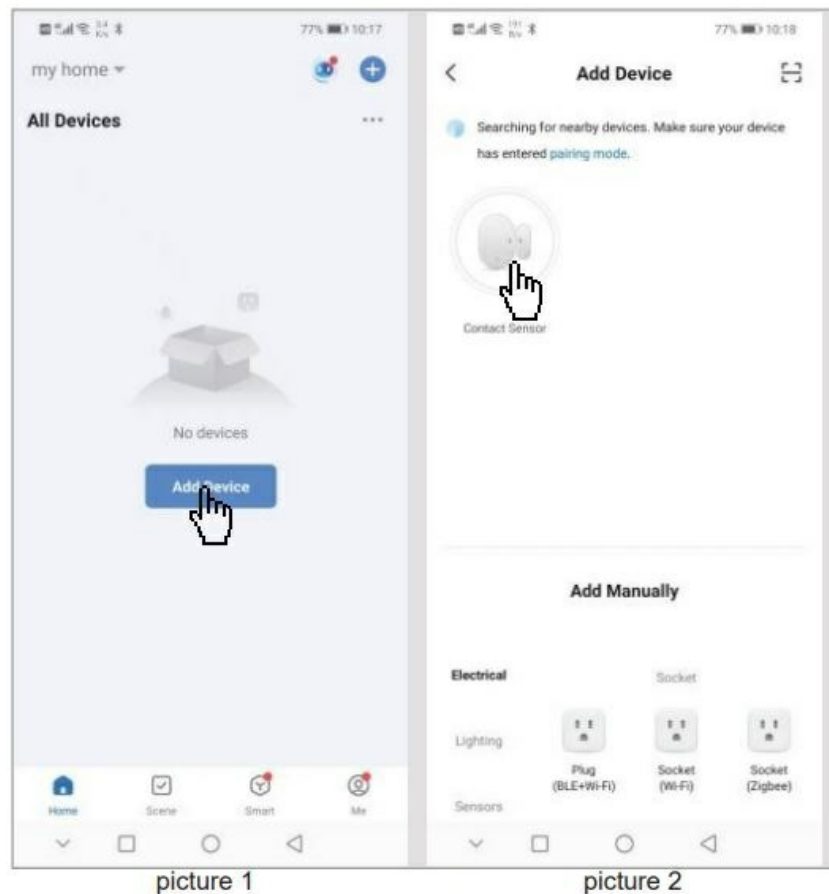 77% 10:17
my home
All Devices
No devices
Add Device
Home Scene Smart Me
picture 1
77% 10:18
Add Device
Searching for nearby devices. Make sure your device
has entered pairing mode.
Contact Sensor
Add Manually
Electrical
Socket
Lighting
Plug
(BLE+Wi-Fi)
Socket
(Wi-Fi)
Socket
(Zigbee)
Sensors
picture 2